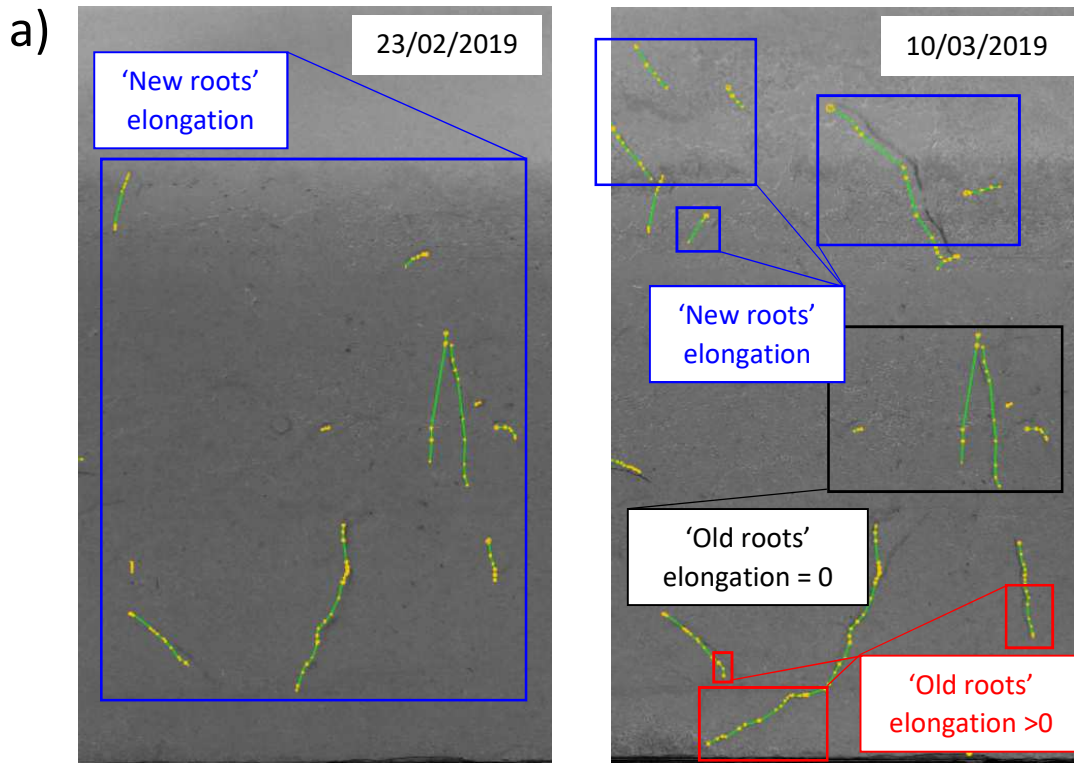 a)
23/02/2019
‘New roots’
elongation
10/03/2019
‘New roots’
elongation
‘Old roots’
elongation = 0
‘Old roots’
elongation >0